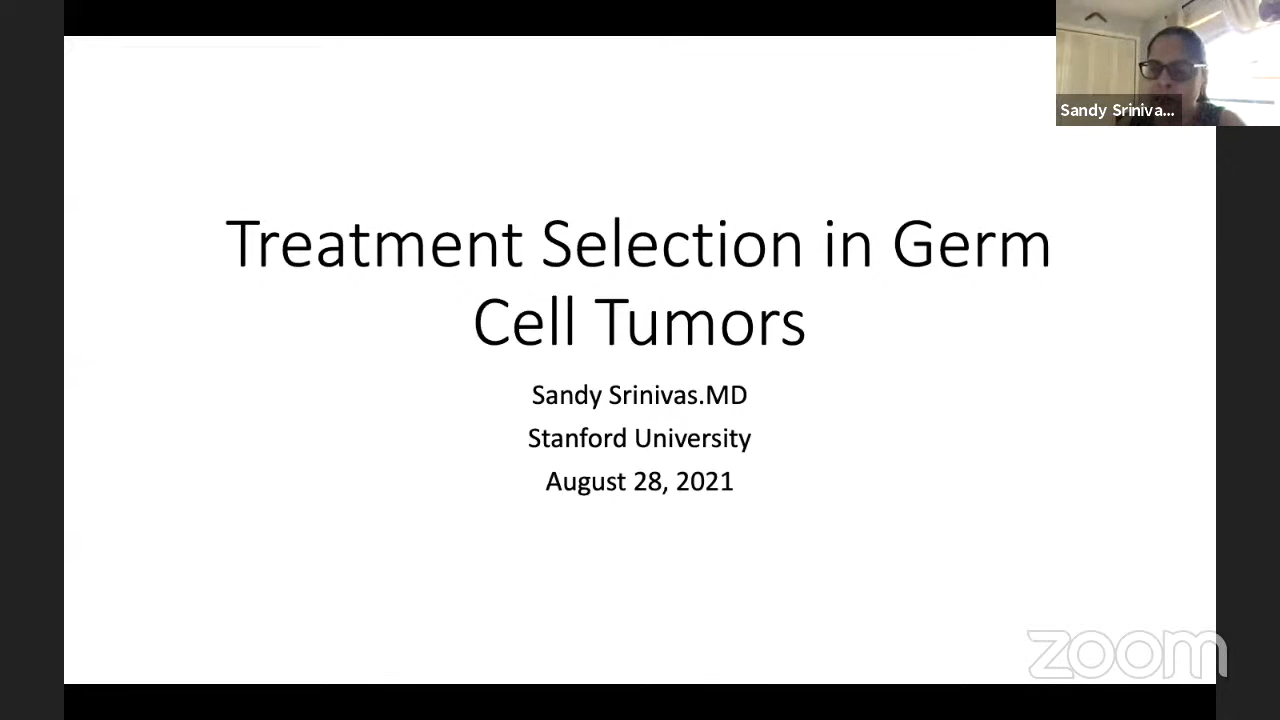 Sandy Sriniva...
Treatment Selection in Germ
Cell Tumors
Sandy Srinivas.MD
Stanford University
August 28, 2021
zoom